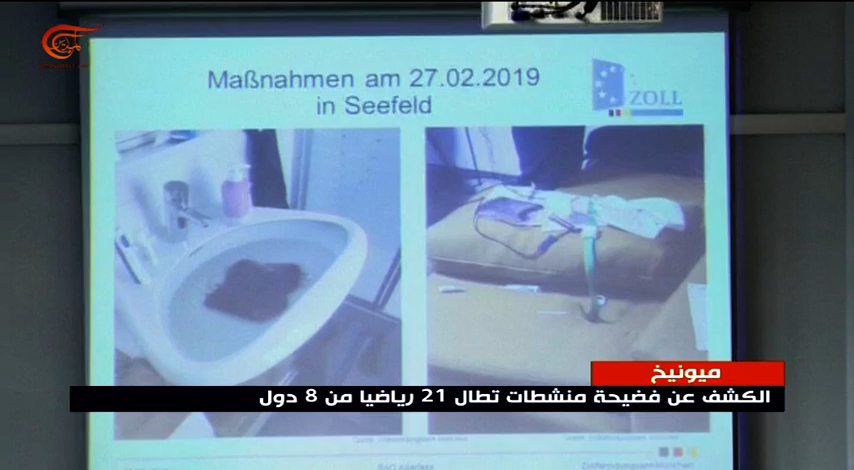 Maßnahmen am 27.02.2019
in Seefeld
ZOLL
ميونيخ
الكشف عن فضيحة منشطات تطال 21 رياضيا من 8 دول